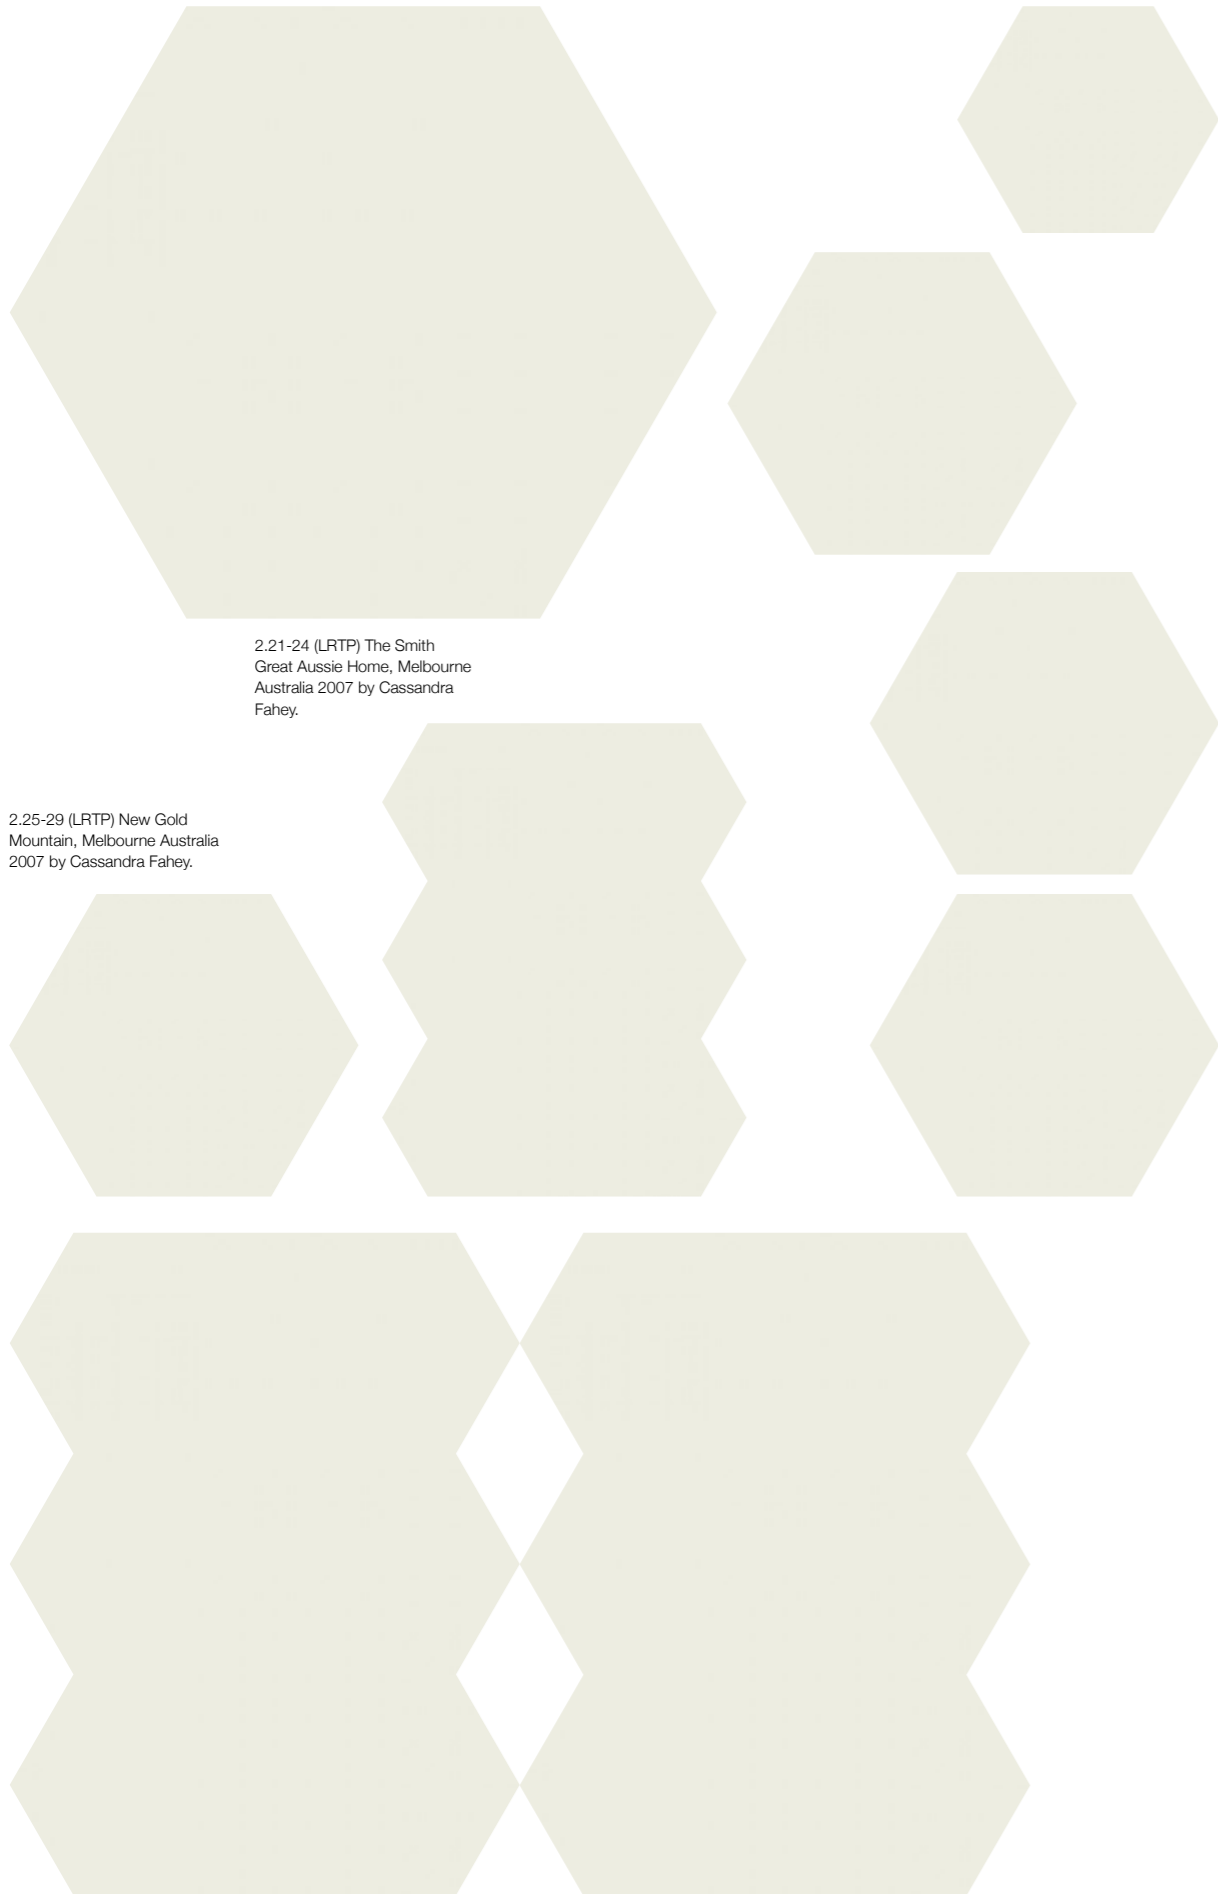 2.21-24 (LRTP) The Smith
Great Aussie Home, Melbourne
Australia 2007 by Cassandra
Fahey.
2.25-29 (LRTP) New Gold
Mountain, Melbourne Australia
2007 by Cassandra Fahey.